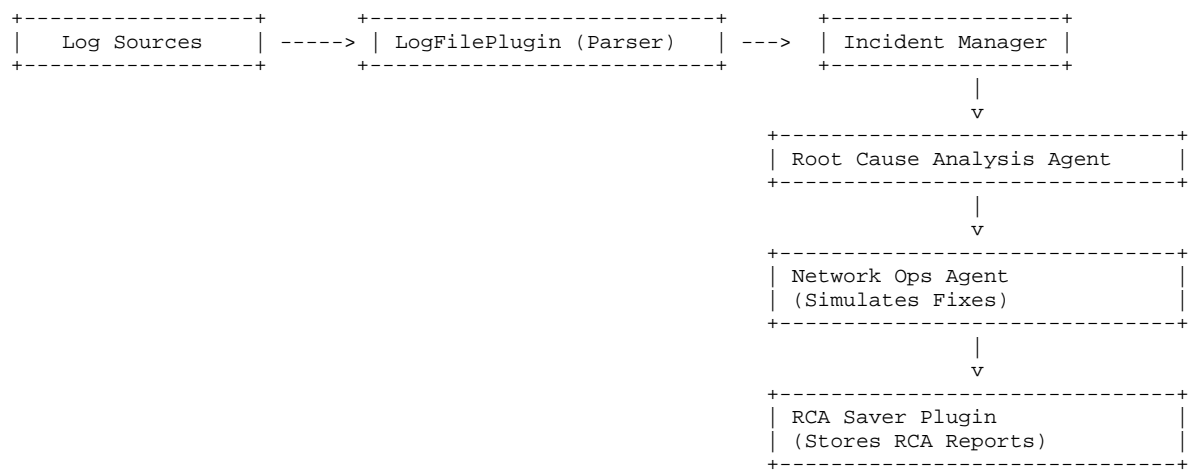 Log Sources -----> LogFilePlugin (Parser) ---> Incident Manager
v
Root Cause Analysis Agent
v
Network Ops Agent
(Simulates Fixes)
v
RCA Saver Plugin
(Stores RCA Reports)